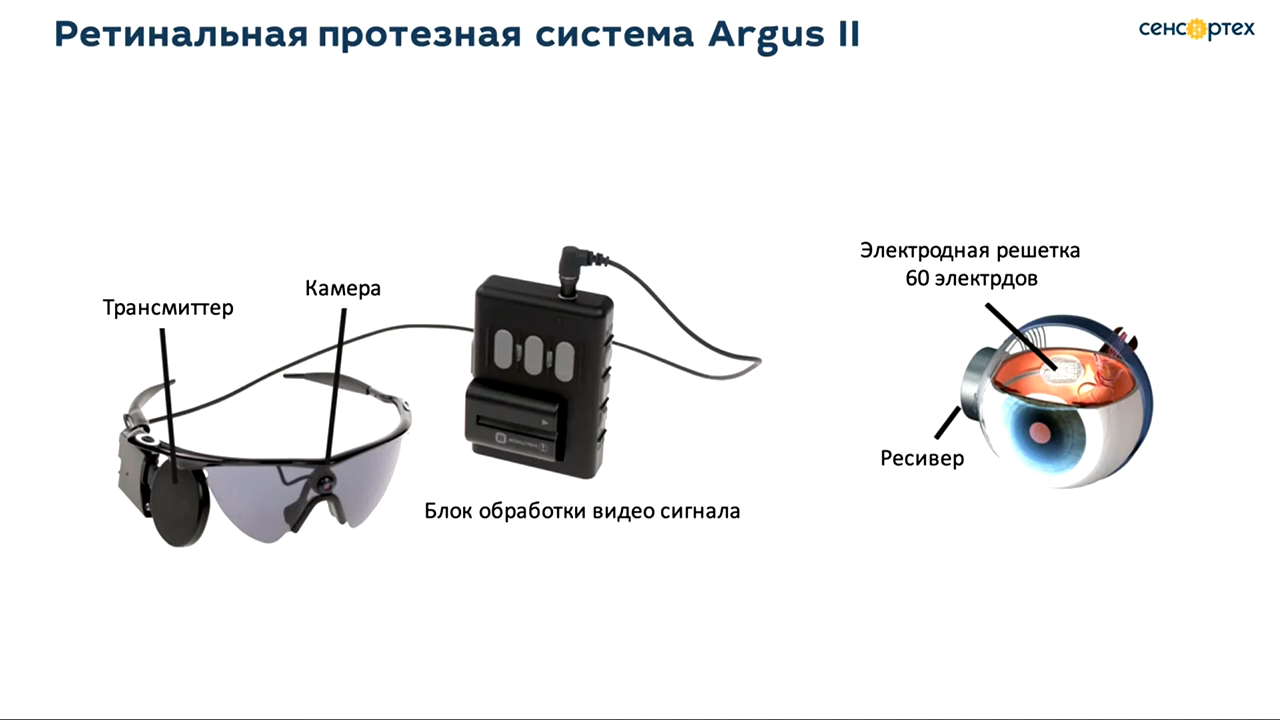 Ретинальная протезная система Argus II
сенсортех
Электродная решетка
60 электрдов
Камера
Трансмиттер
Ресивер
Блок обработки видео сигнала